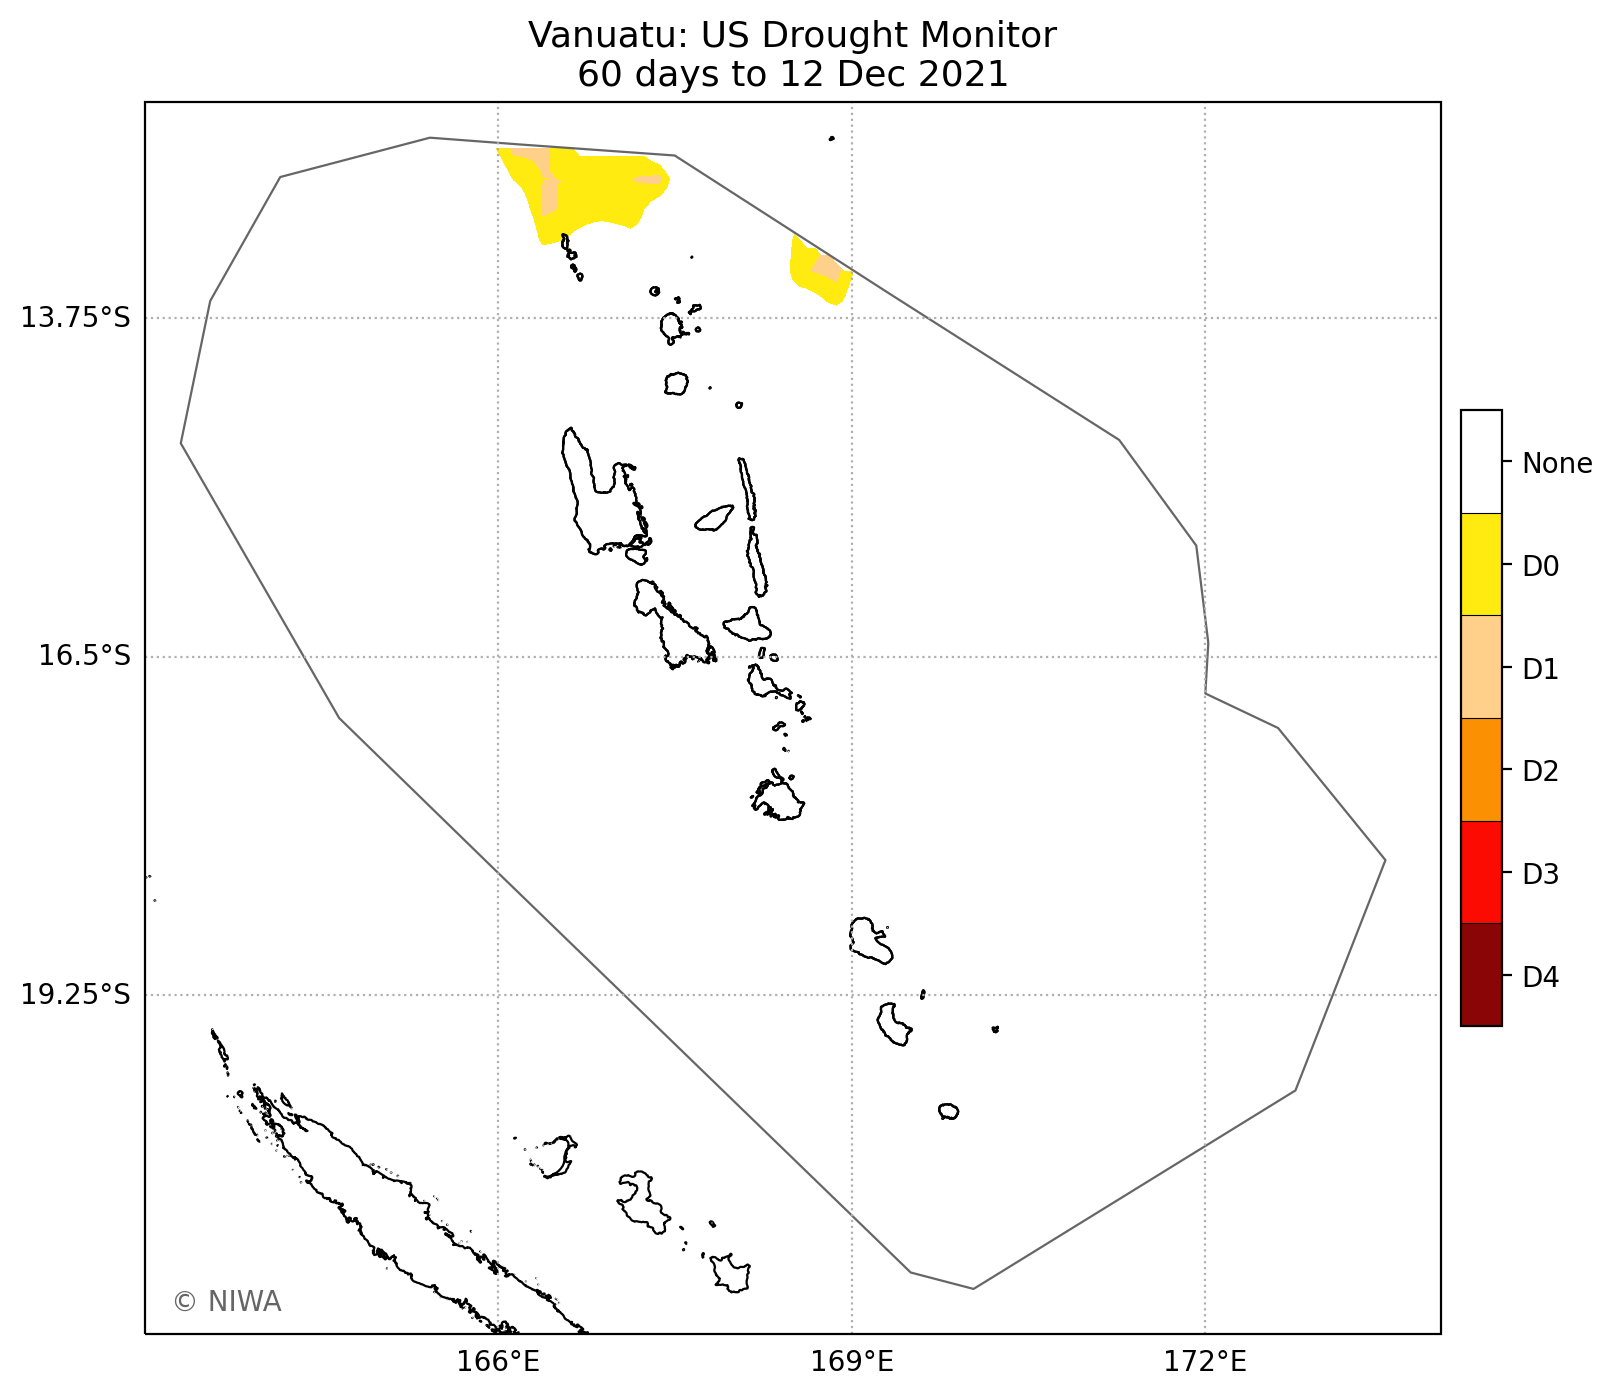 Vanuatu: US Drought Monitor
60 days to 12 Dec 2021
13.75°S
16.5°S
19.25°S
166°E
169°E
172°E
None
D0
D1
D2
D3
D4
© NIWA